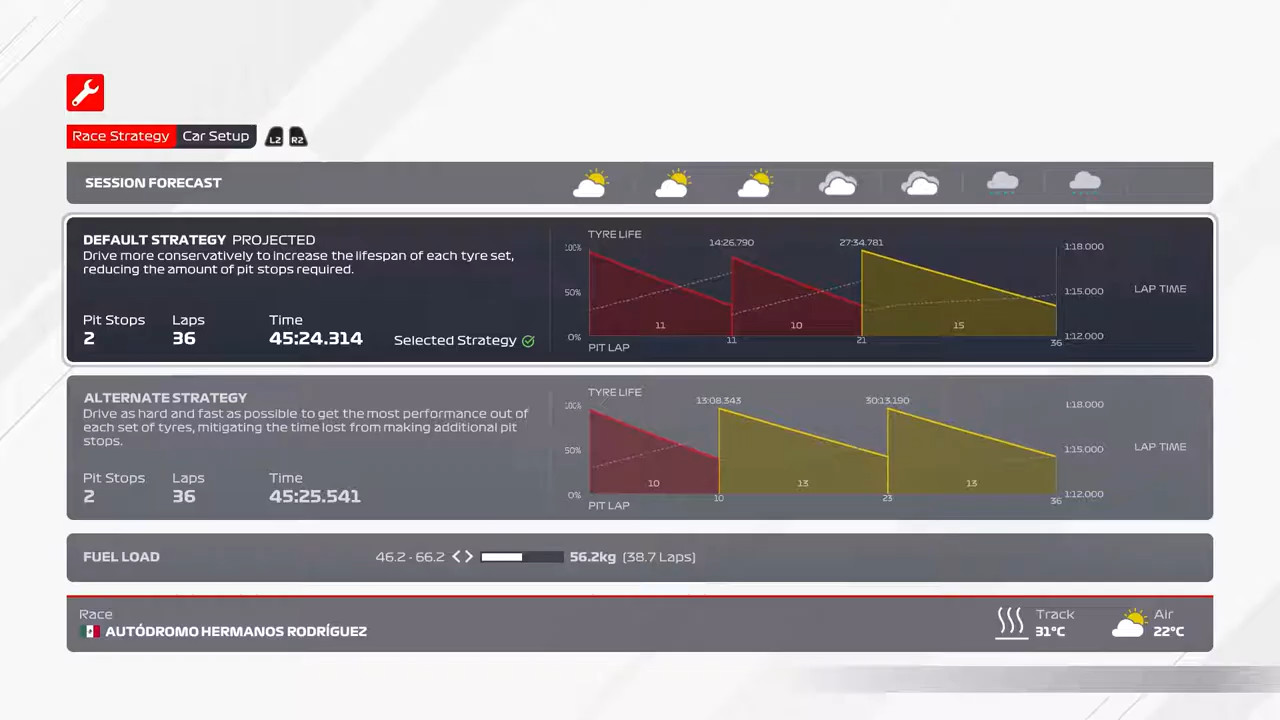 Race Strategy Car Setup L2 R2
SESSION FORECAST
DEFAULT STRATEGY PROJECTED
Drive more conservatively to increase the lifespan of each tyre set,
reducing the amount of pit stops required.
Pit Stops Laps Time
2 36 45:24.314 Selected Strategy
TYRE LIFE 14:26.790 27:34.781
100% 1:18.000
50% 1:15.000 LAP TIME
11 10 15
0% 11 21 36 1:12.000
PIT LAP
ALTERNATE STRATEGY
Drive as hard and fast as possible to get the most performance out of
each set of tyres, mitigating the time lost from making additional pit
stops.
Pit Stops Laps Time
2 36 45:25.541
TYRE LIFE 13:08.343 30:13.190
100% 1:18.000
50% 1:15.000 LAP TIME
10 13 13
0% 10 23 36 1:12.000
PIT LAP
FUEL LOAD 46.2 - 66.2 <> 56.2kg (38.7 Laps)
Race
AUTÓDROMO HERMANOS RODRÍGUEZ
Track
31°C
Air
22°C